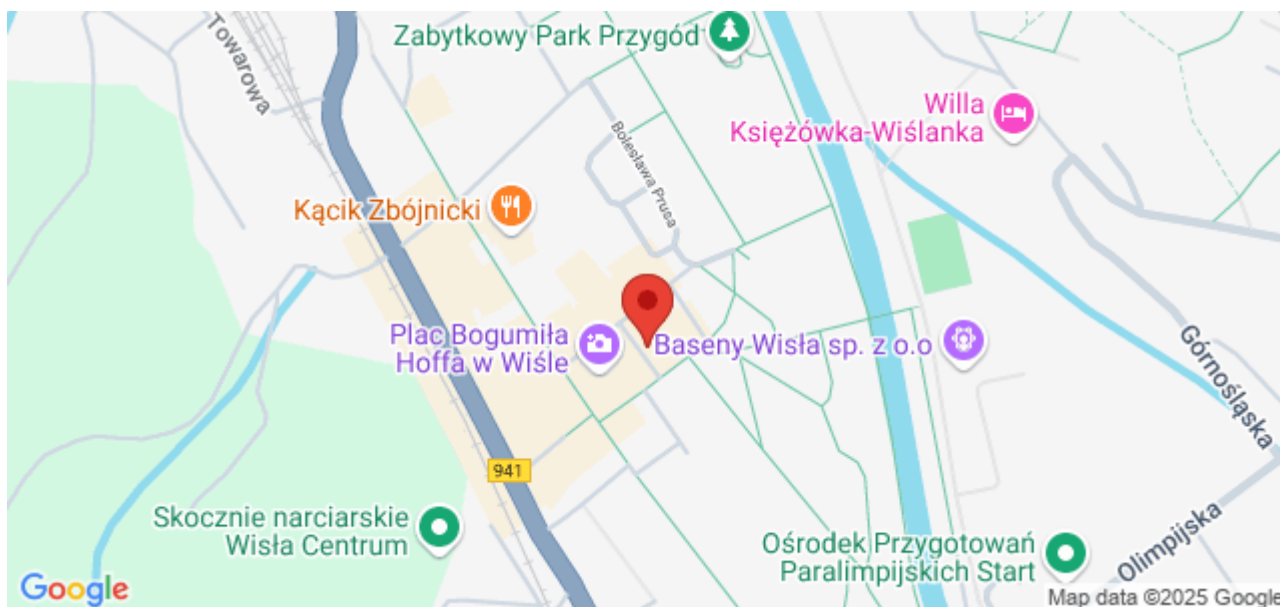 Towarowa
Zabytkowy Park Przygód
Willa
Księżówka-Wiślanka
Bolesława Prusa
Kącik Zbójnicki
Plac Bogumiła
Hoffa w Wiśle
Baseny Wisła sp. z o.o
Górnośląska
941
Skocznie narciarskie
Wisła Centrum
Ośrodek Przygotowań
Paralimpijskich Start
Olimpijska
Google
Map data ©2025 Google